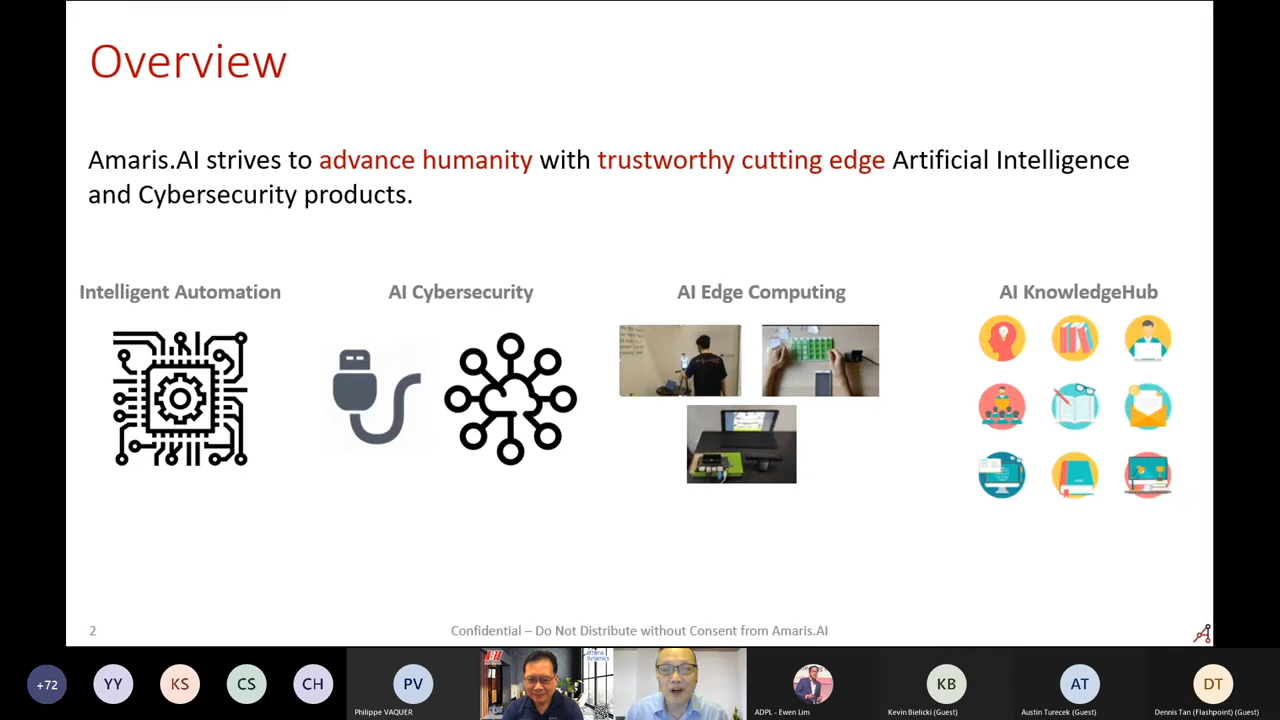 Overview
Amaris.AI strives to advance humanity with trustworthy cutting edge Artificial Intelligence
and Cybersecurity products.
Intelligent Automation
AI Cybersecurity
AI Edge Computing
AI KnowledgeHub
2
Confidential – Do Not Distribute without Consent from Amaris.AI
+72
YY
KS
CS
CH
PV
Philippe VAQUER
athena
dynamics
ADPL - Ewen Lim
KB
Kevin Bielicki (Guest)
AT
Austin Turecek (Guest)
DT
Dennis Tan (Flashpoint) (Guest)